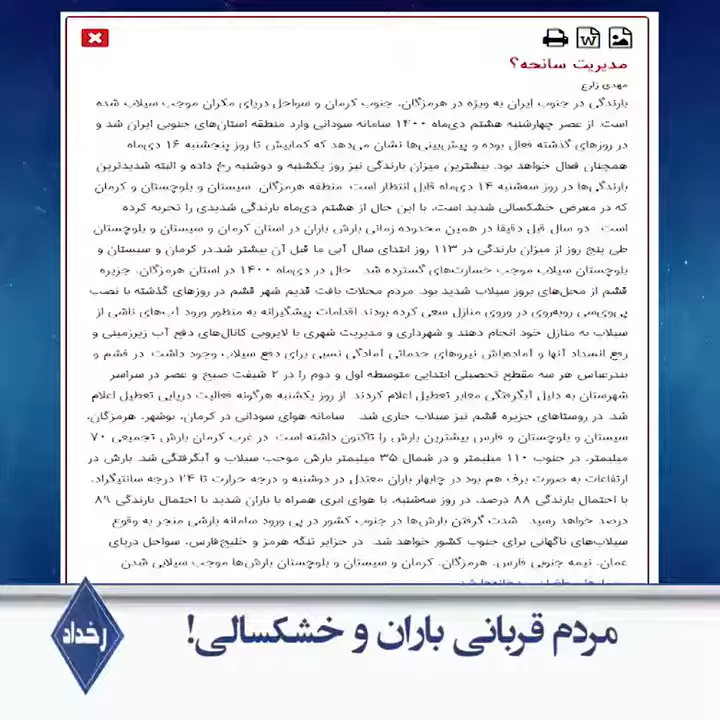 مدیریت سانحه؟
مهدی زارع
بارندگی در جنوب ایران به ویژه در هرمزگان، جنوب کرمان و سواحل دریای مکران موجب سیلاب شده
است. از عصر چهارشنبه هشتم دی‌ماه ۱۴۰۰ سامانه سودانی وارد منطقه استان‌های جنوبی ایران شد و
در روزهای گذشته فعال بوده و پیش‌بینی‌ها نشان می‌دهد که کمابیش تا روز پنجشنبه ۱۶ دی‌ماه
همچنان فعال خواهد بود. بیشترین میزان بارندگی نیز روز یکشنبه و دوشنبه رخ داده و البته شدیدترین
بارندگی‌ها در روز سه‌شنبه ۱۴ دی‌ماه قابل انتظار است. منطقه هرمزگان، سیستان و بلوچستان و کرمان
که در معرض خشکسالی شدید است، با این حال از هشتم دی‌ماه بارندگی شدیدی را تجربه کرده
است. دو سال قبل دقیقا در همین محدوده زمانی بارش باران در استان کرمان و سیستان و بلوچستان
طی پنج روز از میزان بارندگی در ۱۱۳ روز ابتدای سال آبی ما قبل آن بیشتر شد.در کرمان و سیستان و
بلوچستان سیلاب موجب خسارت‌های گسترده شد. حال در دی‌ماه ۱۴۰۰ در استان هرمزگان، جزیره
قشم از محل‌های بروز سیلاب شدید بود. مردم محلات بافت قدیم شهر قشم در روزهای گذشته با نصب
پی‌وی‌سی روبه‌روی در وروی منازل سعی کرده بودند اقدامات پیشگیرانه به منظور ورود آب‌های ناشی از
سیلاب به منازل خود انجام دهند و شهرداری و مدیریت شهری با لایروبی کانال‌های دفع آب زیرزمینی و
رفع انسداد آنها و آماده‌باش نیروهای خدماتی آمادگی نسبی برای دفع سیلاب وجود داشت. در قشم و
بندرعباس هر سه مقطع تحصیلی ابتدایی متوسطه اول و دوم را در ۲ شیفت صبح و عصر در سراسر
شهرستان به دلیل آبگرفتگی معابر تعطیل اعلام کردند. از روز یکشنبه هرگونه فعالیت دریایی تعطیل اعلام
شد. در روستاهای جزیره قشم نیز سیلاب جاری شد. سامانه هوای سودانی در کرمان، بوشهر، هرمزگان،
سیستان و بلوچستان و فارس بیشترین بارش را تاکنون داشته است. در غرب کرمان بارش تجمیعی ۷۰
میلیمتر، در جنوب ۱۱۰ میلیمتر و در شمال ۳۵ میلیمتر بارش موجب سیلاب و آبگرفتگی شد. بارش در
ارتفاعات به صورت برف هم بود در چابهار باران معتدل در دوشنبه و درجه حرارت تا ۲۴ درجه سانتیگراد،
با احتمال بارندگی ۸۸ درصد، در روز سه‌شنبه، با هوای ابری همراه با باران شدید با احتمال بارندگی ۸۹
درصد خواهد رسید. شدت گرفتن بارش‌ها در جنوب کشور در پی ورود سامانه بارشی منجر به وقوع
سیلاب‌های ناگهانی برای جنوب کشور خواهد شد. در جزایر تنگه هرمز و خلیج‌فارس، سواحل دریای
عمان، نیمه جنوبی فارس، هرمزگان، کرمان و سیستان و بلوچستان بارش‌ها موجب سیلابی شدن
مردم قربانی باران و خشکسالی!
رخداد